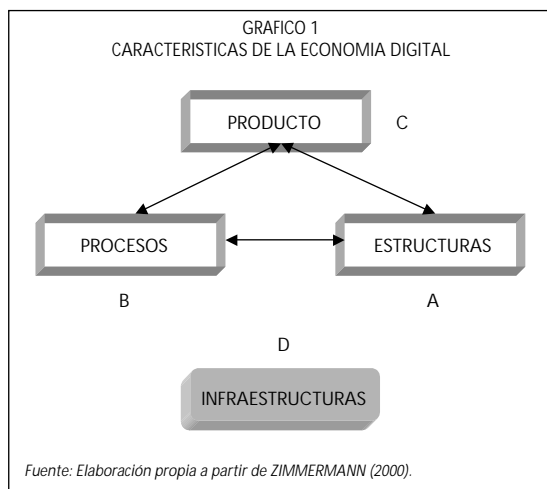 GRAFICO 1
CARACTERISTICAS DE LA ECONOMIA DIGITAL
PRODUCTO
C
PROCESOS
ESTRUCTURAS
B
A
D
INFRAESTRUCTURAS
Fuente: Elaboración propia a partir de ZIMMERMANN (2000).